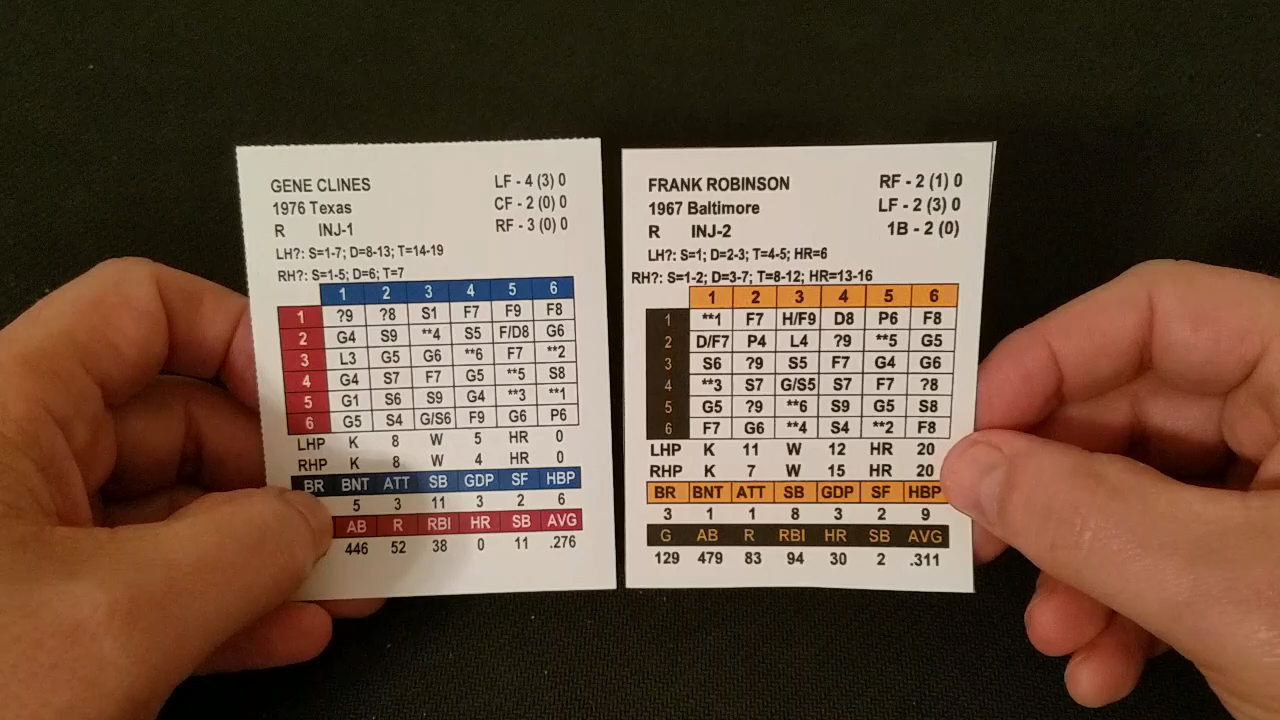 GENE CLINES LF - 4 (3) 0
1976 Texas CF - 2 (0) 0
R INJ-1 RF - 3 (0) 0
LH?: S=1-7; D=8-13; T=14-19
RH?: S=1-5; D=6; T=7
1 2 3 4 5 6
1 ?9 ?8 S1 F7 F9 F8
2 G4 S9 **4 S5 F/D8 G6
3 L3 G5 G6 **6 F7 **2
4 G4 S7 F7 G5 **5 S8
5 G1 S6 S9 G4 **3 **1
6 G5 S4 G/S6 F9 G6 P6
LHP K 8 W 5 HR 0
RHP K 8 W 4 HR 0
BR BNT ATT SB GDP SF HBP
5 3 11 3 2 6
AB R RBI HR SB AVG
446 52 38 0 11 .276
FRANK ROBINSON RF - 2 (1) 0
1967 Baltimore LF - 2 (3) 0
R INJ-2 1B - 2 (0)
LH?: S=1; D=2-3; T=4-5; HR=6
RH?: S=1-2; D=3-7; T=8-12; HR=13-16
1 2 3 4 5 6
1 **1 F7 H/F9 D8 P6 F8
2 D/F7 P4 L4 ?9 **5 G5
3 S6 ?9 S5 F7 G4 G6
4 **3 S7 G/S5 S7 F7 ?8
5 G5 ?9 **6 S9 G5 S8
6 F7 G6 **4 S4 **2 F8
LHP K 11 W 12 HR 20
RHP K 7 W 15 HR 20
BR BNT ATT SB GDP SF HBP
3 1 1 8 3 2 9
G AB R RBI HR SB AVG
129 479 83 94 30 2 .311